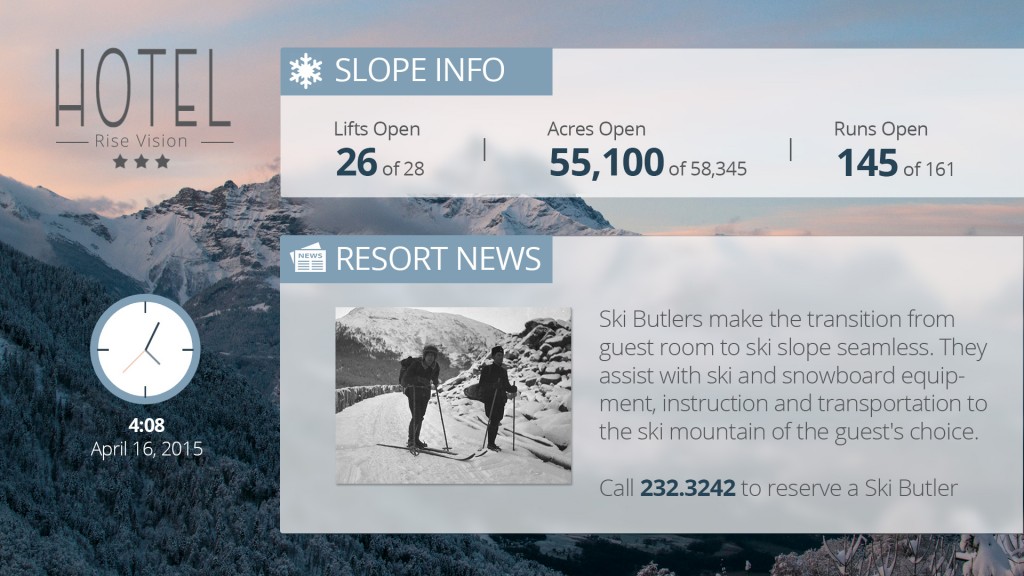 HOTEL
Rise Vision
SLOPE INFO
Lifts Open
26 of 28
|
Acres Open
55,100 of 58,345
|
Runs Open
145 of 161
NEWS
RESORT NEWS
Ski Butlers make the transition from
guest room to ski slope seamless. They
assist with ski and snowboard equip-
ment, instruction and transportation to
the ski mountain of the guest's choice.
Call 232.3242 to reserve a Ski Butler
4:08
April 16, 2015